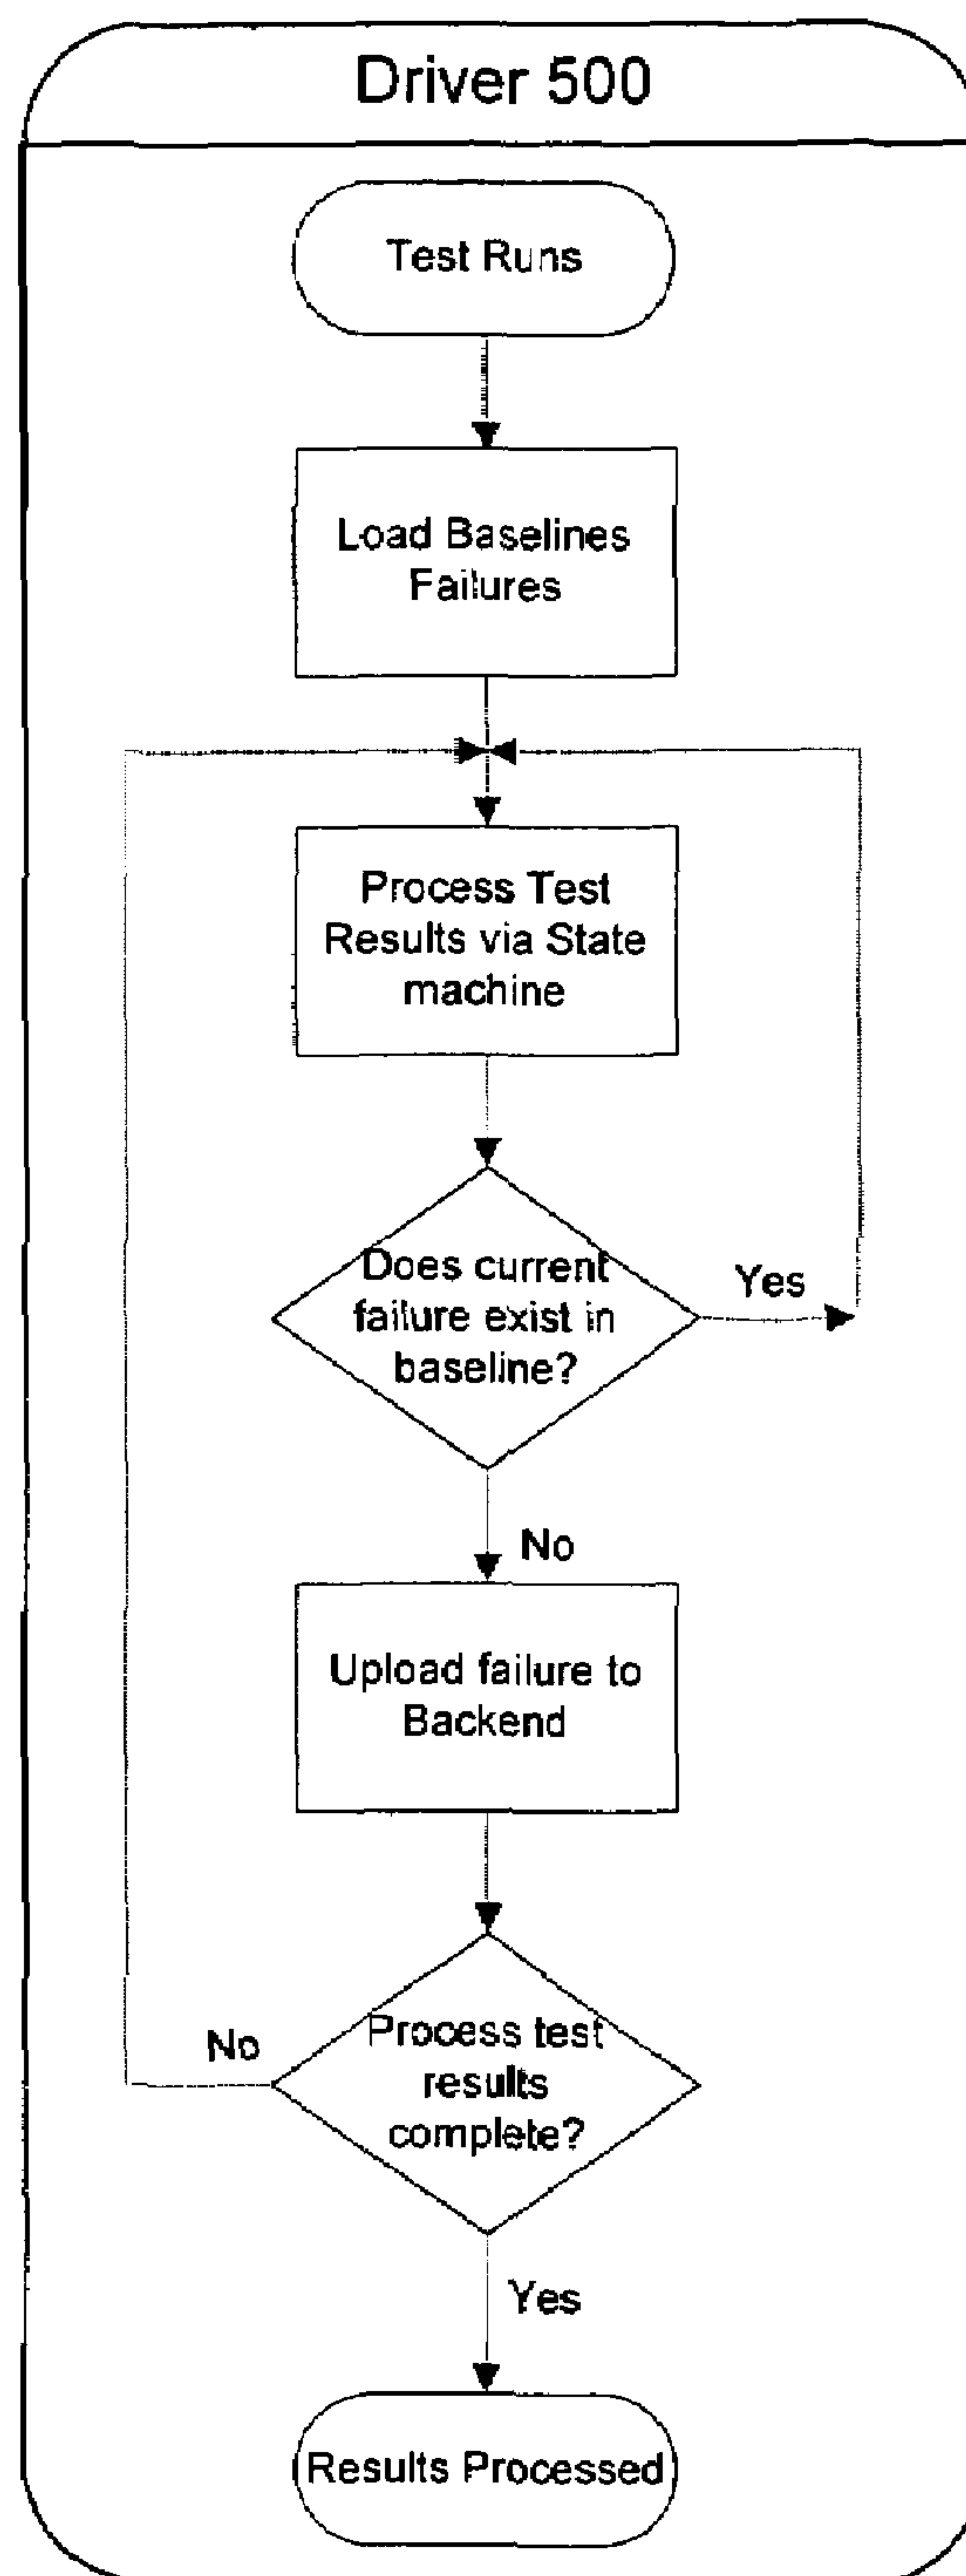 Driver 500
Test Runs
Load Baselines
Failures
Process Test
Results via State
machine
Does current
failure exist in
baseline?
Yes
No
Upload failure to
Backend
Process test
results
complete?
No
Yes
Results Processed